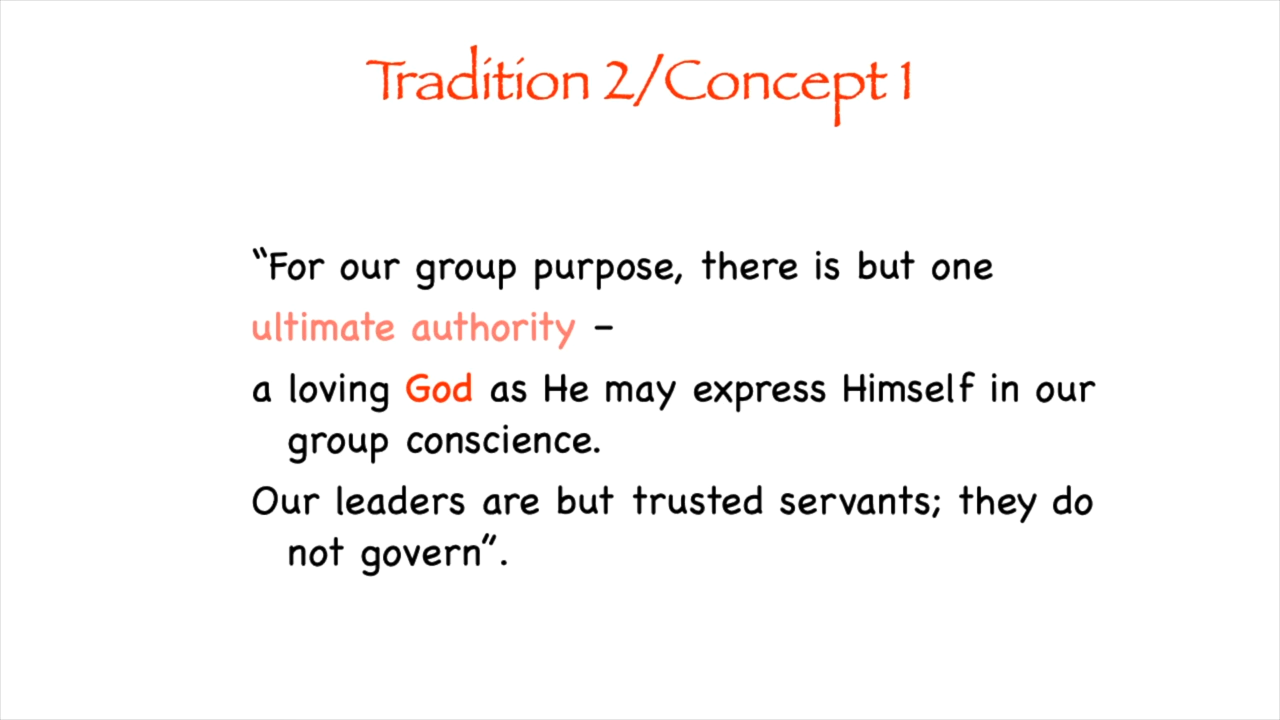 Tradition 2/Concept 1
“For our group purpose, there is but one
ultimate authority –
a loving God as He may express Himself in our
group conscience.
Our leaders are but trusted servants; they do
not govern”.